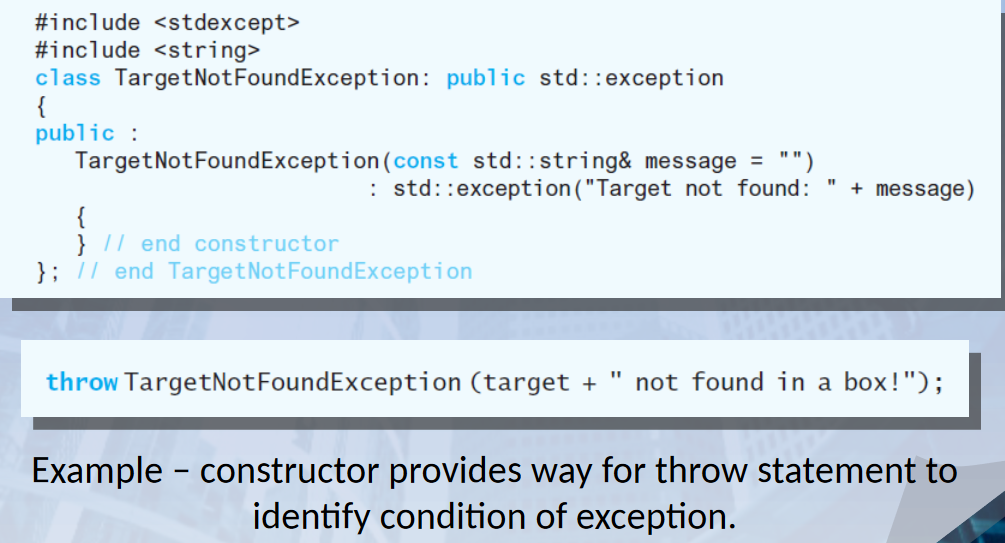 #include <stdexcept>
#include <string>
class TargetNotFoundException: public std::exception
{
public :
   TargetNotFoundException(const std::string& message = "")
                         : std::exception("Target not found: " + message)
   {
   } // end constructor
}; // end TargetNotFoundException
throw TargetNotFoundException (target + " not found in a box!");
Example – constructor provides way for throw statement to
identify condition of exception.